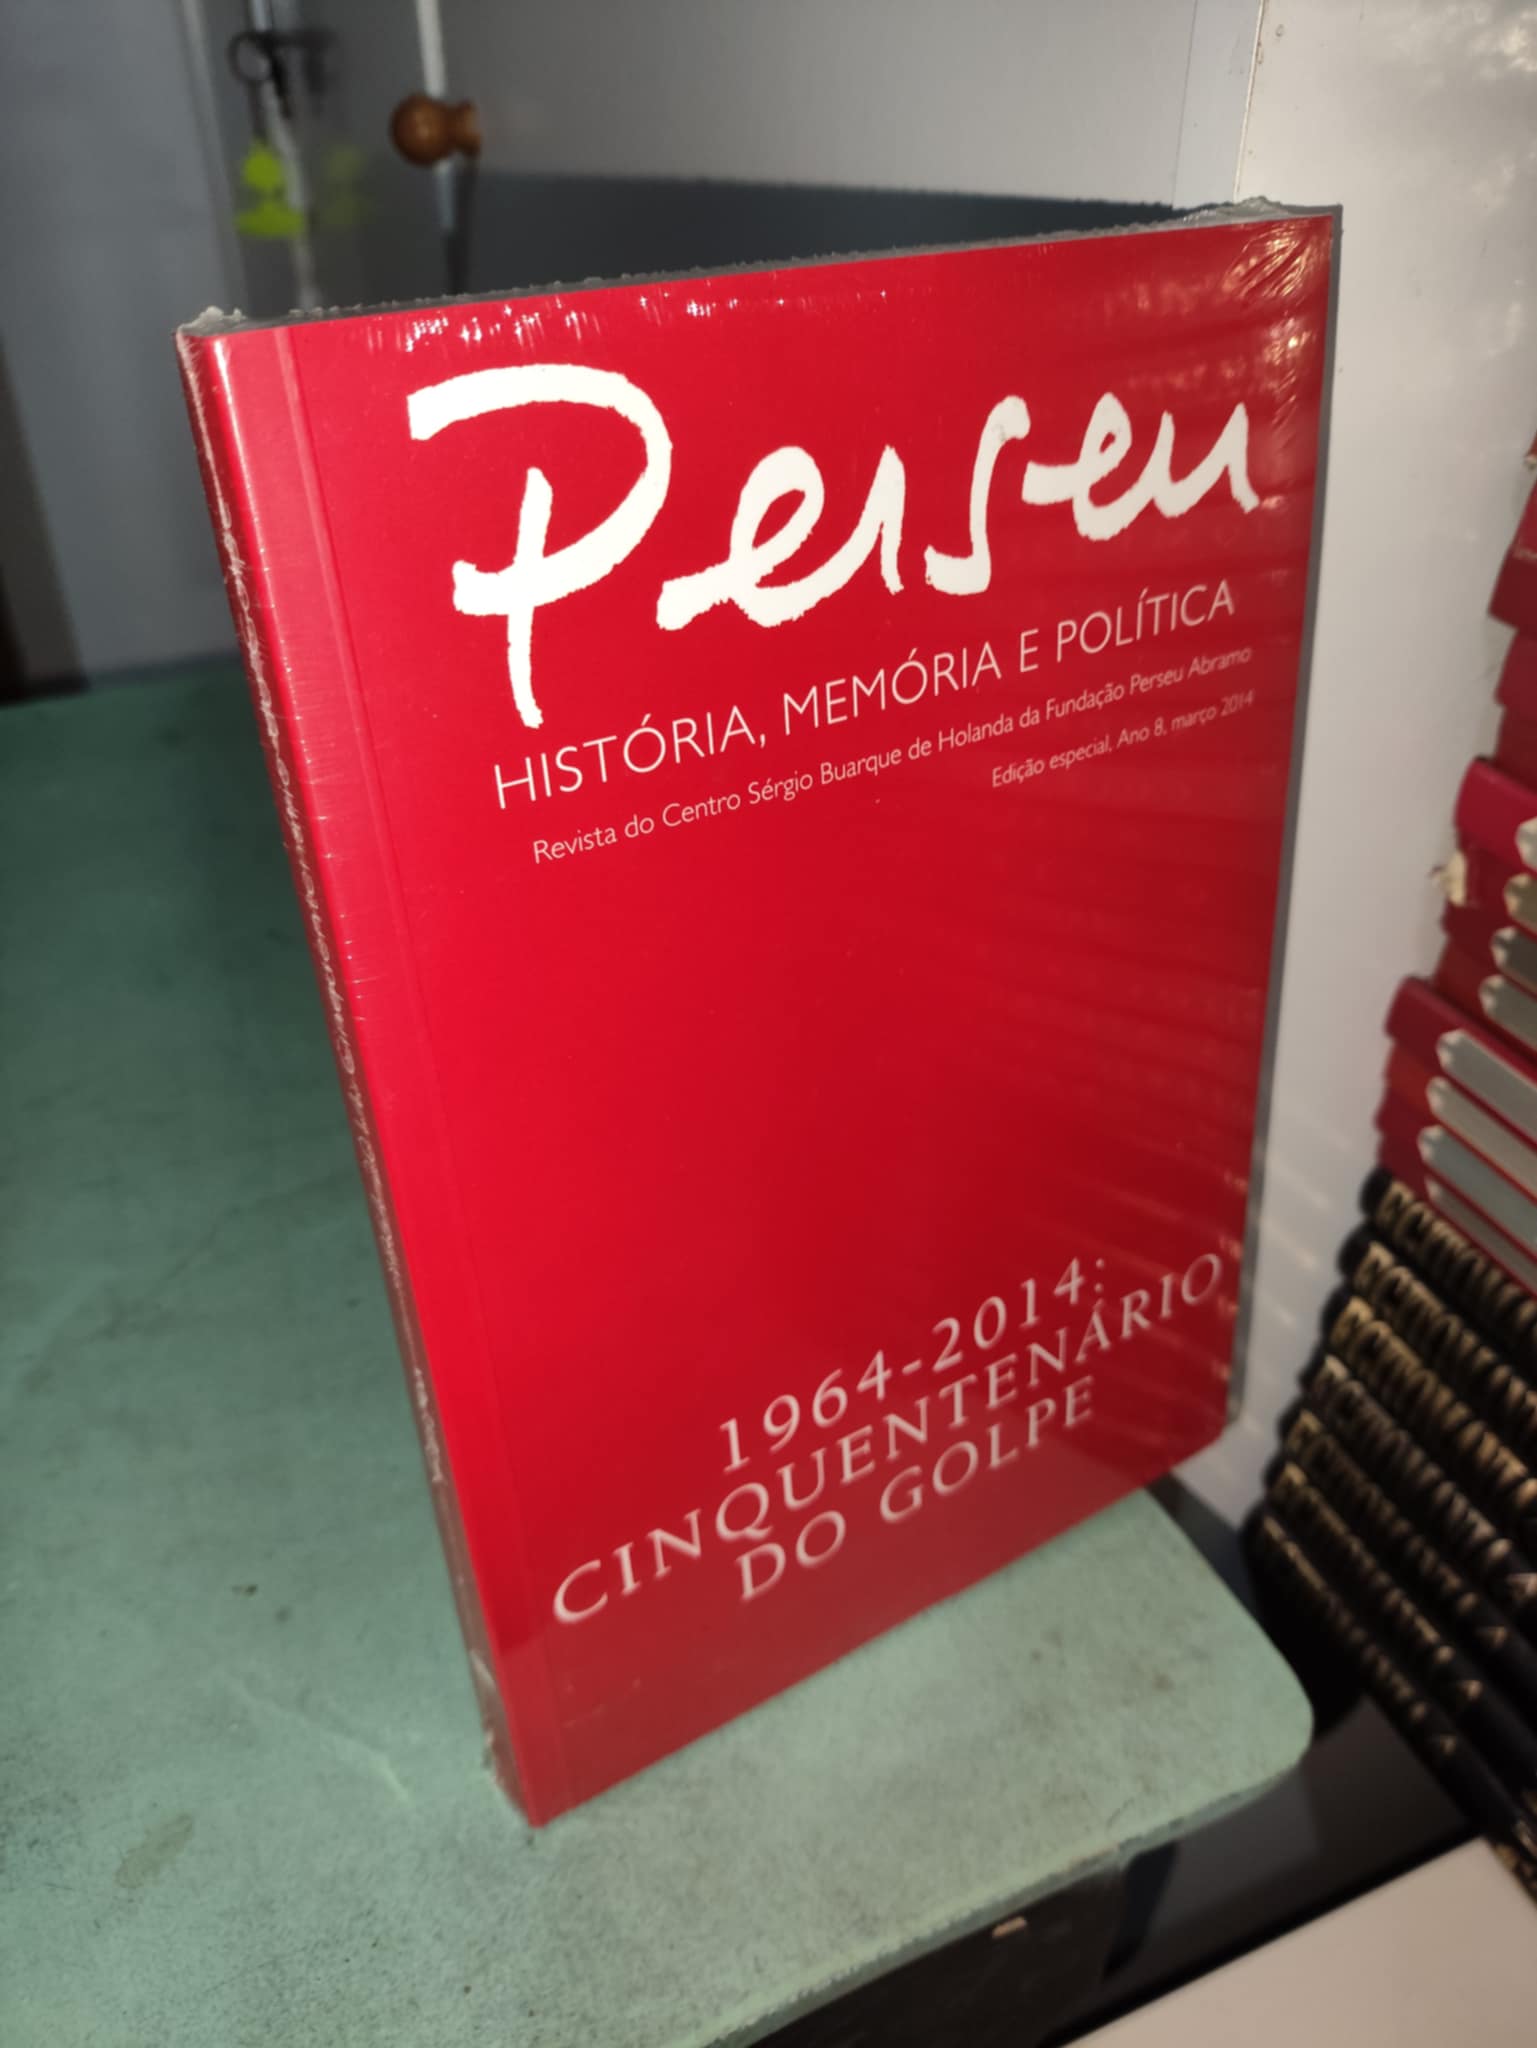 Perseu
HISTÓRIA, MEMÓRIA E POLÍTICA
Revista do Centro Sérgio Buarque de Holanda da Fundação Perseu Abramo
Edição especial, Ano 8, março 2014
1964-2014:
CINQUENTENÁRIO
DO GOLPE